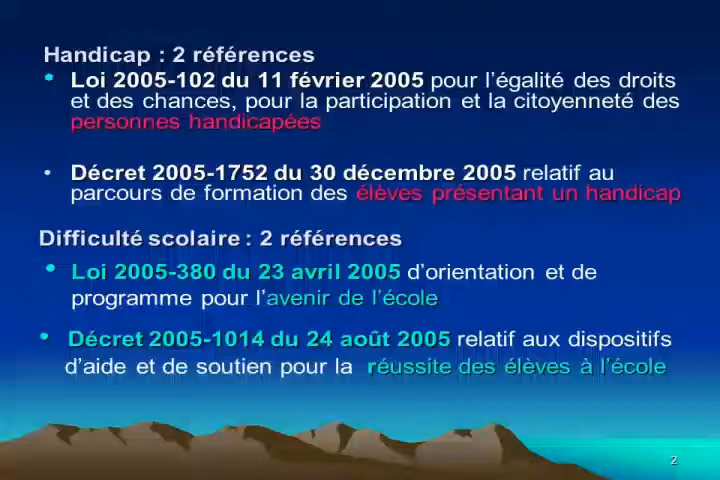 Handicap : 2 références
• Loi 2005-102 du 11 février 2005 pour l’égalité des droits
et des chances, pour la participation et la citoyenneté des
personnes handicapées
• Décret 2005-1752 du 30 décembre 2005 relatif au
parcours de formation des élèves présentant un handicap
Difficulté scolaire : 2 références
• Loi 2005-380 du 23 avril 2005 d’orientation et de
programme pour l’avenir de l’école
• Décret 2005-1014 du 24 août 2005 relatif aux dispositifs
d’aide et de soutien pour la réussite des élèves à l’école
2